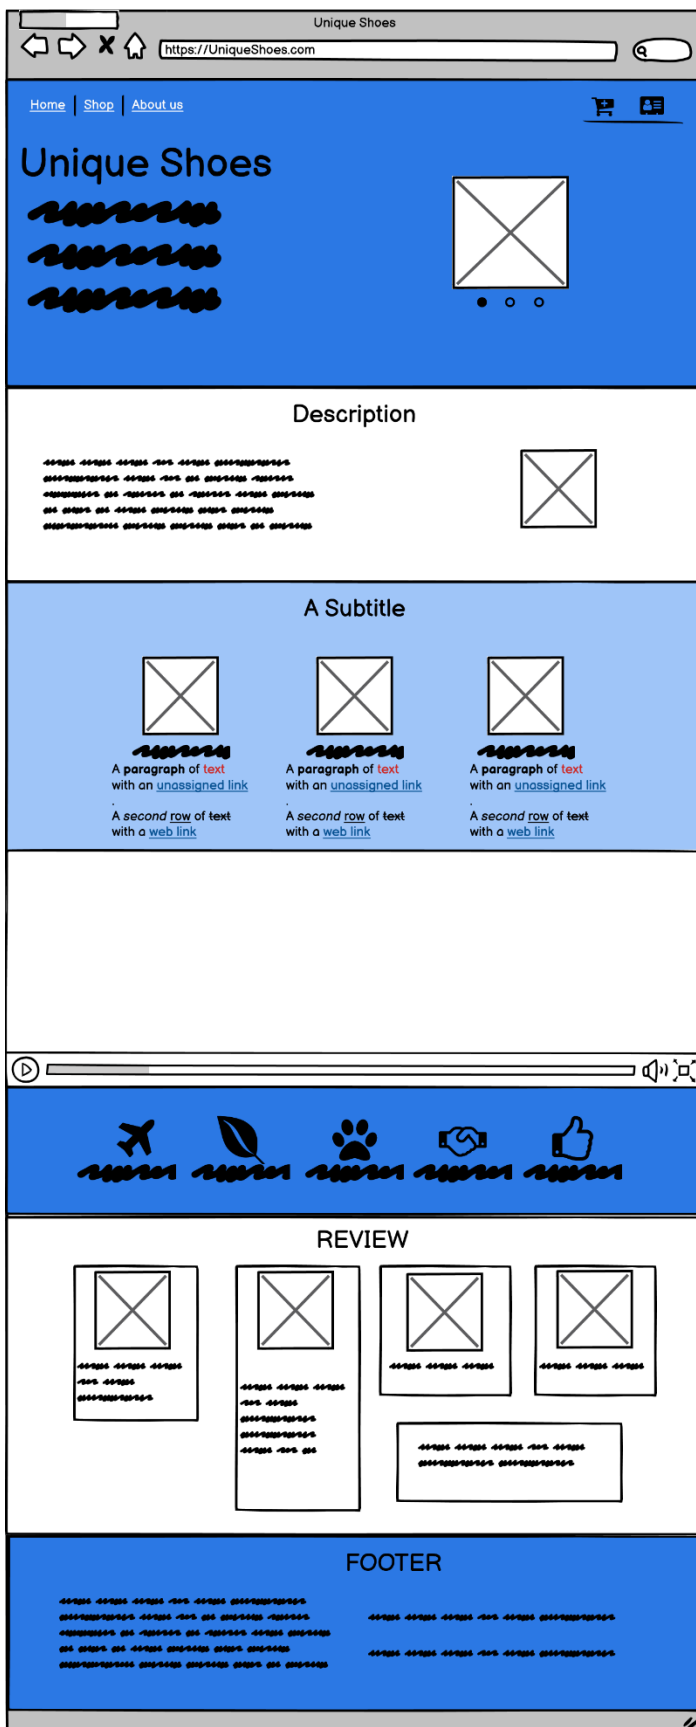 Unique Shoes
https://UniqueShoes.com
Home Shop About us
Unique Shoes
Description
A Subtitle
A paragraph of text
with an unassigned link
.
A second row of text
with a web link
A paragraph of text
with an unassigned link
.
A second row of text
with a web link
A paragraph of text
with an unassigned link
.
A second row of text
with a web link
REVIEW
FOOTER